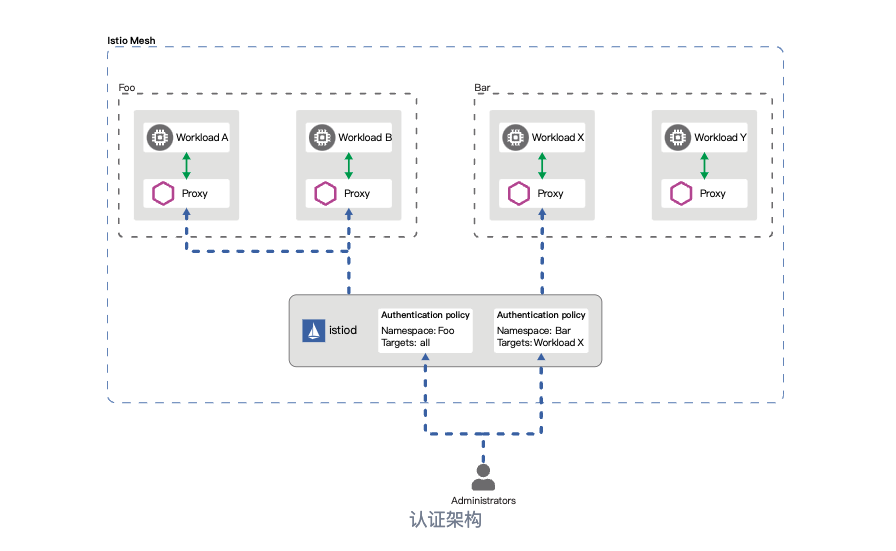 Istio Mesh
Foo
Bar
Workload A
Workload B
Workload X
Workload Y
Proxy
Proxy
Proxy
Proxy
istiod
Authentication policy
Namespace: Foo
Targets: all
Authentication policy
Namespace: Bar
Targets: Workload X
Administrators
认证架构